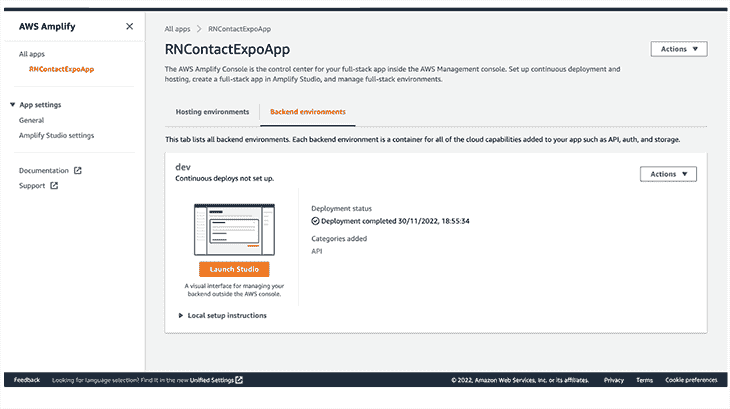 AWS Amplify
All apps
RNContactExpoApp
App settings
General
Amplify Studio settings
Documentation
Support
All apps > RNContactExpoApp
RNContactExpoApp
Actions
The AWS Amplify Console is the control center for your full-stack app inside the AWS Management console. Set up continuous deployment and
hosting, create a full-stack app in Amplify Studio, and manage full-stack environments.
Hosting environments
Backend environments
This tab lists all backend environments. Each backend environment is a container for all of the cloud capabilities added to your app such as API, auth, and storage.
dev
Continuous deploys not set up.
Actions
Launch Studio
A visual interface for managing your
backend outside the AWS console.
Deployment status
Deployment completed 30/11/2022, 18:55:34
Categories added
API
Local setup instructions
Feedback
Looking for language selection? Find it in the new Unified Settings
© 2022, Amazon Web Services, Inc. or its affiliates.
Privacy
Terms
Cookie preferences